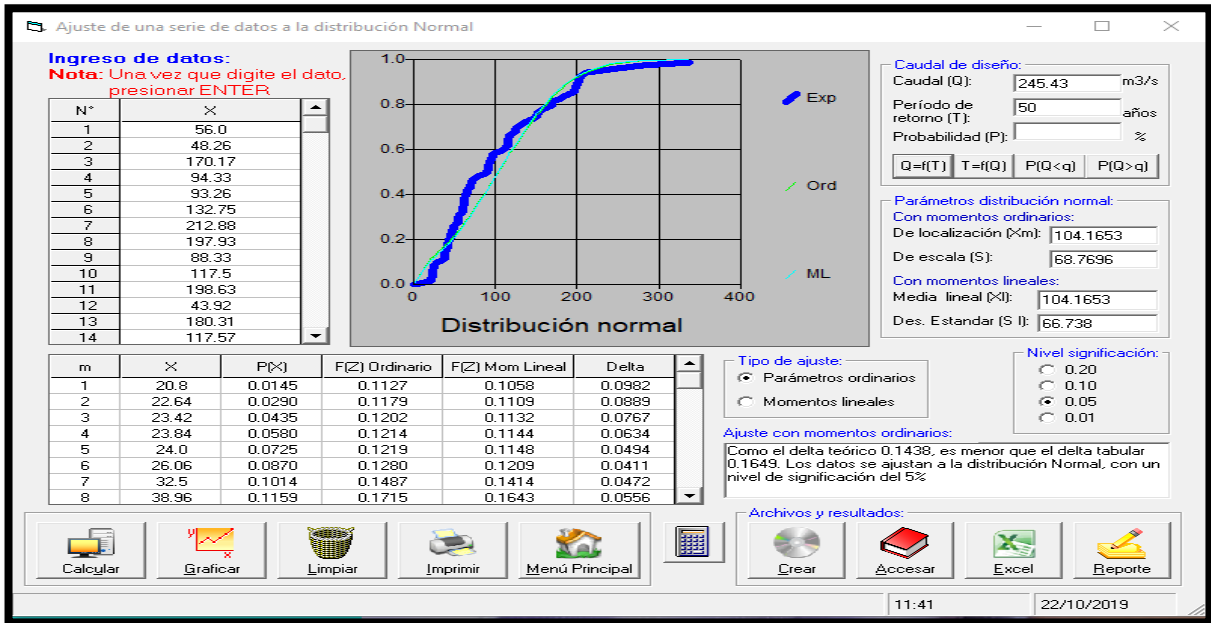 Ajuste de una serie de datos a la distribución Normal
Ingreso de datos:
Nota: Una vez que digite el dato,
presionar ENTER
N° X
1 56.0
2 48.26
3 170.17
4 94.33
5 93.26
6 132.75
7 212.88
8 197.93
9 88.33
10 117.5
11 198.63
12 43.92
13 180.31
14 117.57
1.0
0.8
0.6
0.4
0.2
0.0
0 100 200 300 400
Distribución normal
Exp
Ord
ML
Caudal de diseño:
Caudal (Q): 245.43 m3/s
Período de
retorno (T): 50 años
Probabilidad (P): %
Q=f(T) T=f(Q) P(Q<q) P(Q>q)
Parámetros distribución normal:
Con momentos ordinarios:
De localización (Xm): 104.1653
De escala (S): 68.7696
Con momentos lineales:
Media lineal (Xl): 104.1653
Des. Estandar (S l): 66.738
m X P(X) F(Z) Ordinario F(Z) Mom Lineal Delta
1 20.8 0.0145 0.1127 0.1058 0.0982
2 22.64 0.0290 0.1179 0.1109 0.0889
3 23.42 0.0435 0.1202 0.1132 0.0767
4 23.84 0.0580 0.1214 0.1144 0.0634
5 24.0 0.0725 0.1219 0.1148 0.0494
6 26.06 0.0870 0.1280 0.1209 0.0411
7 32.5 0.1014 0.1487 0.1414 0.0472
8 38.96 0.1159 0.1715 0.1643 0.0556
Tipo de ajuste:
Parámetros ordinarios
Momentos lineales
Nivel significación:
0.20
0.10
0.05
0.01
Ajuste con momentos ordinarios:
Como el delta teórico 0.1438, es menor que el delta tabular
0.1649. Los datos se ajustan a la distribución Normal, con un
nivel de significación del 5%
Calcular Graficar Limpiar Imprimir Menú Principal
Archivos y resultados:
Crear Accesar Excel Reporte
11:41 22/10/2019